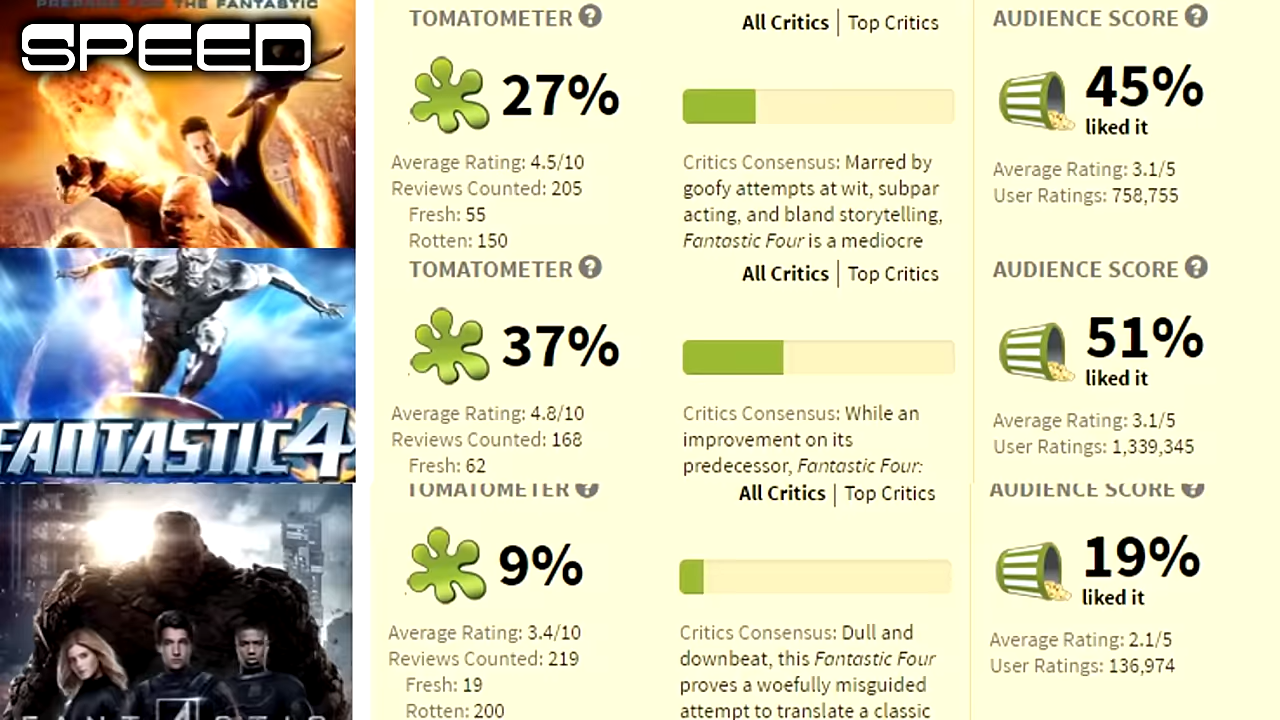 PREPARE FOR THE FANTASTIC
SPEED
TOMATOMETER ?
All Critics | Top Critics
AUDIENCE SCORE ?
27%
45%
liked it
Average Rating: 4.5/10
Reviews Counted: 205
Fresh: 55
Rotten: 150
Critics Consensus: Marred by
goofy attempts at wit, subpar
acting, and bland storytelling,
Fantastic Four is a mediocre
Average Rating: 3.1/5
User Ratings: 758,755
FANTASTIC 4
TOMATOMETER ?
All Critics | Top Critics
AUDIENCE SCORE ?
37%
51%
liked it
Average Rating: 4.8/10
Reviews Counted: 168
Fresh: 62
Critics Consensus: While an
improvement on its
predecessor, Fantastic Four:
Average Rating: 3.1/5
User Ratings: 1,339,345
TOMATOMETER ?
All Critics | Top Critics
AUDIENCE SCORE ?
9%
19%
liked it
Average Rating: 3.4/10
Reviews Counted: 219
Fresh: 19
Rotten: 200
Critics Consensus: Dull and
downbeat, this Fantastic Four
proves a woefully misguided
attempt to translate a classic
Average Rating: 2.1/5
User Ratings: 136,974
FANT4STIC